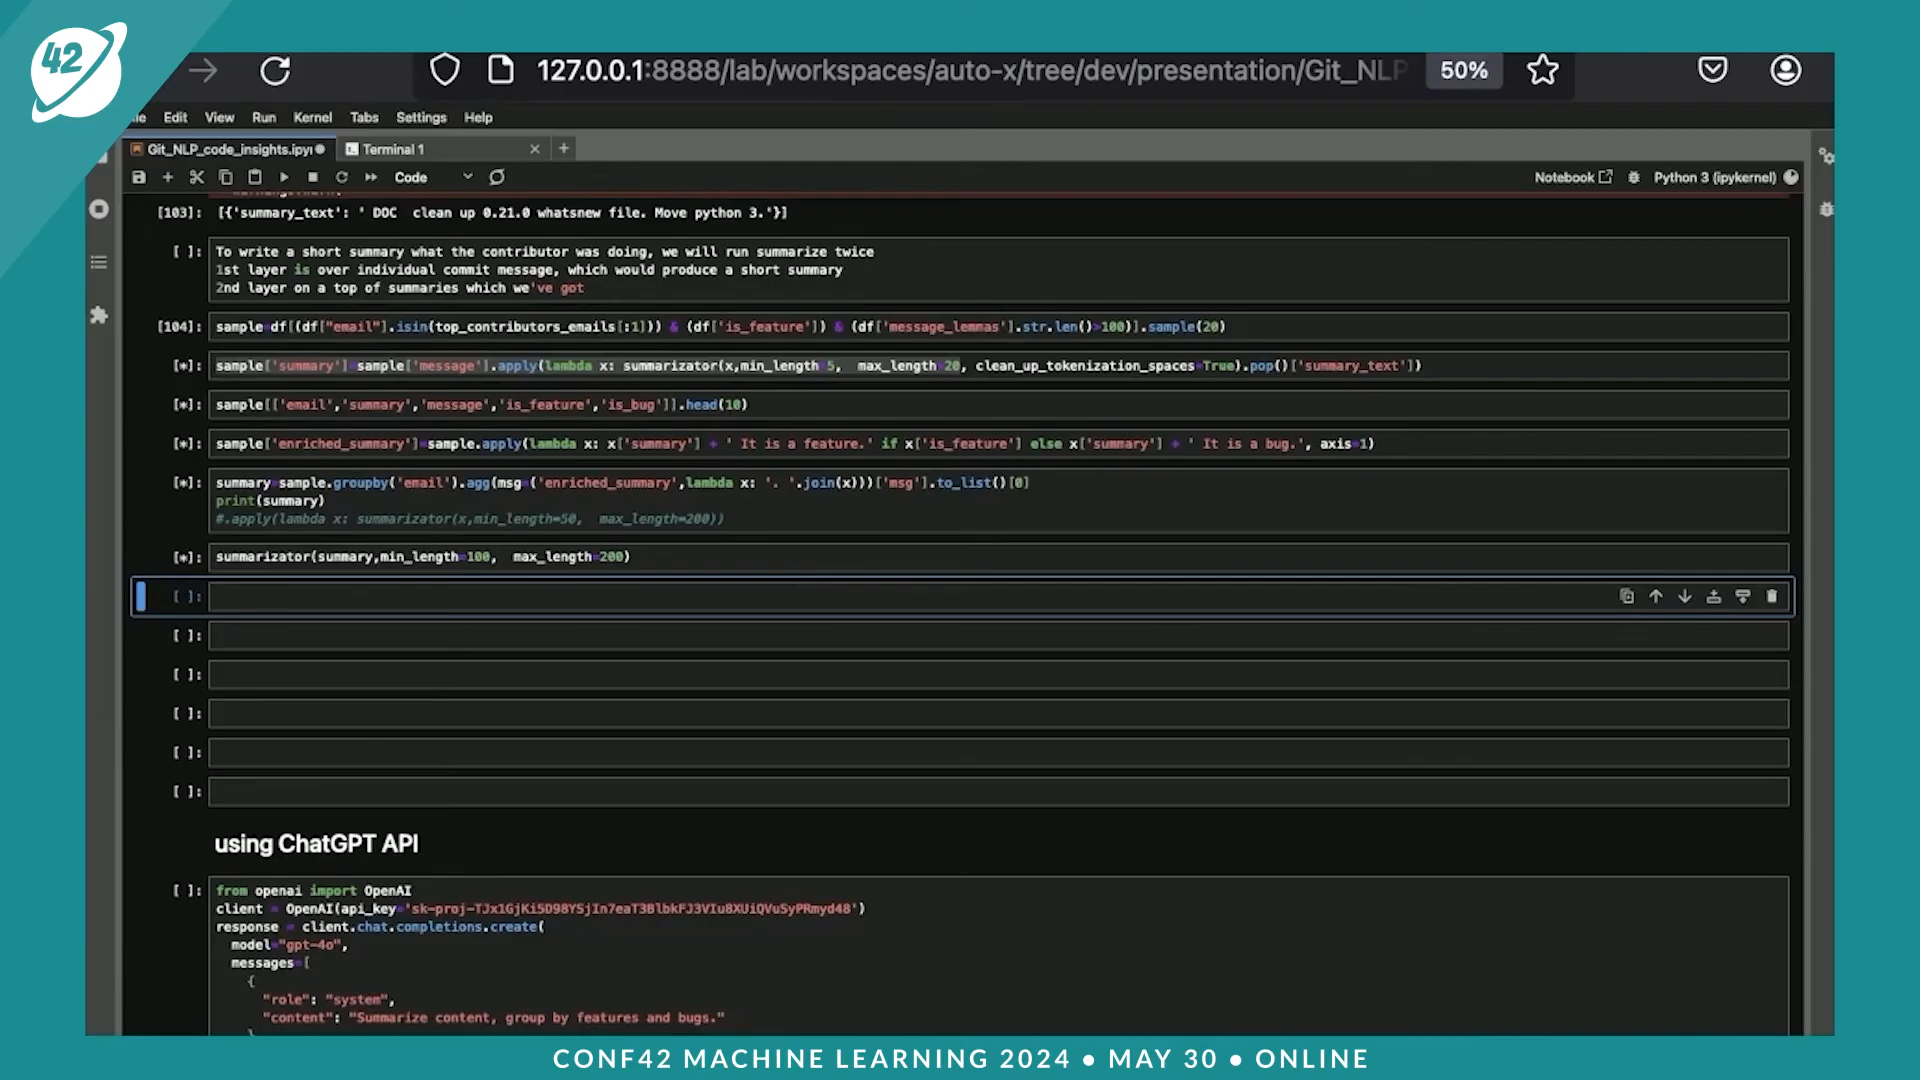 42
127.0.0.1:8888/lab/workspaces/auto-x/tree/dev/presentation/Git_NLP
50%
Edit View Run Kernel Tabs Settings Help
Git_NLP_code_insights.ipyn
Terminal 1
Code
Notebook
Python 3 (ipykernel)
[103]: [{'summary_text': ' DOC  clean up 0.21.0 whatsnew file. Move python 3.'}]
[ ]: To write a short summary what the contributor was doing, we will run summarize twice
1st layer is over individual commit message, which would produce a short summary
2nd layer on a top of summaries which we've got
[104]: sample=df[(df["email"].isin(top_contributors_emails[:1])) & (df['is_feature']) & (df['message_lemmas'].str.len()>100)].sample(20)
[*]: sample['summary']=sample['message'].apply(lambda x: summarizator(x,min_length=5,  max_length=20, clean_up_tokenization_spaces=True).pop()['summary_text'])
[*]: sample[['email','summary','message','is_feature','is_bug']].head(10)
[*]: sample['enriched_summary']=sample.apply(lambda x: x['summary'] + ' It is a feature.' if x['is_feature'] else x['summary'] + ' It is a bug.', axis=1)
[*]: summary=sample.groupby('email').agg(msg=('enriched_summary',lambda x: '. '.join(x)))['msg'].to_list()[0]
print(summary)
#.apply(lambda x: summarizator(x,min_length=50,  max_length=200))
[*]: summarizator(summary,min_length=100,  max_length=200)
[ ]:
[ ]:
[ ]:
[ ]:
[ ]:
[ ]:
using ChatGPT API
[ ]: from openai import OpenAI
client = OpenAI(api_key='sk-proj-TJx1GjKi5D98YSjIn7eaT3BlbkFJ3VIu8XUiQVuSyPRmyd48')
response = client.chat.completions.create(
model="gpt-4o",
messages=[
{
"role": "system",
"content": "Summarize content, group by features and bugs."
CONF42 MACHINE LEARNING 2024 • MAY 30 • ONLINE